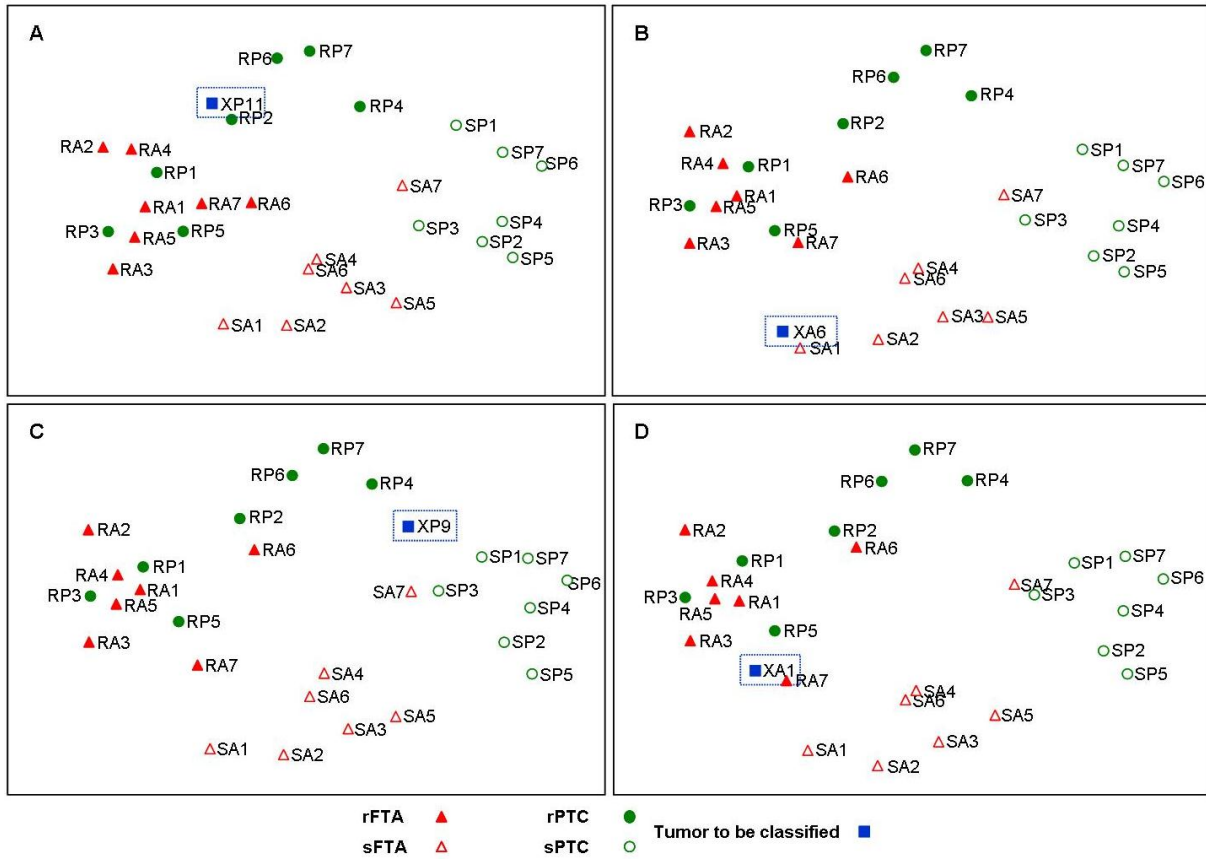 A
RP6
RP7
XP11
RP2
RP4
SP1
RA2
RA4
SP7
SP6
RP1
SA7
RA1
RA7
RA6
RP3
RA5
RP5
SP3
SP4
SP2
SP5
RA3
SA4
SA6
SA3
SA5
SA1
SA2
B
RP7
RP6
RP4
RP2
RA2
SP1
RA4
RP1
SP7
RA6
SP6
RA1
SA7
RP3
RA5
SP3
SP4
RP5
RA3
RA7
SP2
SA4
SP5
SA6
SA3
SA5
XA6
SA1
SA2
C
RP7
RP6
RP4
RP2
XP9
RA2
RA6
SP1
SP7
RP1
RA4
SP6
RA1
SA7
SP3
RP3
RA5
SP4
RP5
RA3
SP2
RA7
SA4
SP5
SA6
SA5
SA3
SA1
SA2
D
RP7
RP6
RP4
RA2
RP2
RA6
SP7
RP1
SP1
SP6
RA4
SA7
RP3
RA1
SP3
RA5
SP4
RP5
RA3
SP2
XA1
RA7
SP5
SA4
SA6
SA5
SA3
SA1
SA2
rFTA rPTC Tumor to be classified
sFTA sPTC